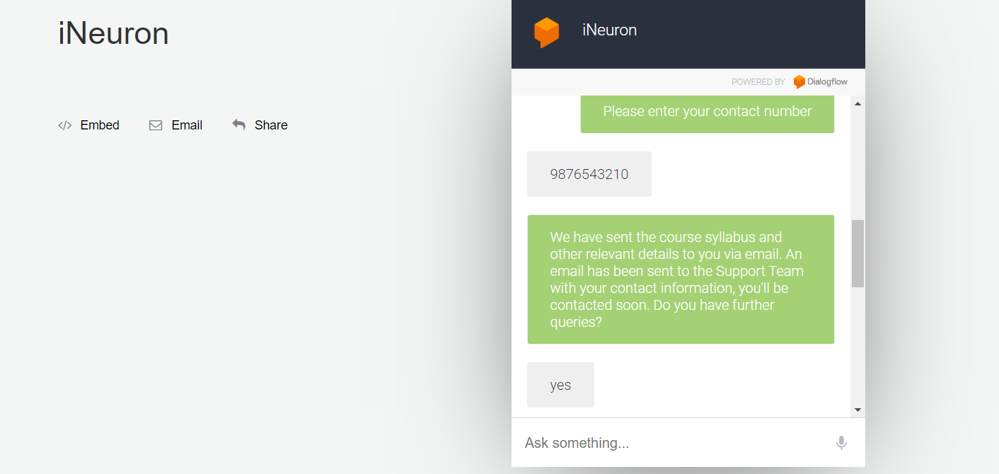 iNeuron
Embed
Email
Share
iNeuron
POWERED BY Dialogflow
Please enter your contact number
9876543210
We have sent the course syllabus and
other relevant details to you via email. An
email has been sent to the Support Team
with your contact information, you'll be
contacted soon. Do you have further
queries?
yes
Ask something...